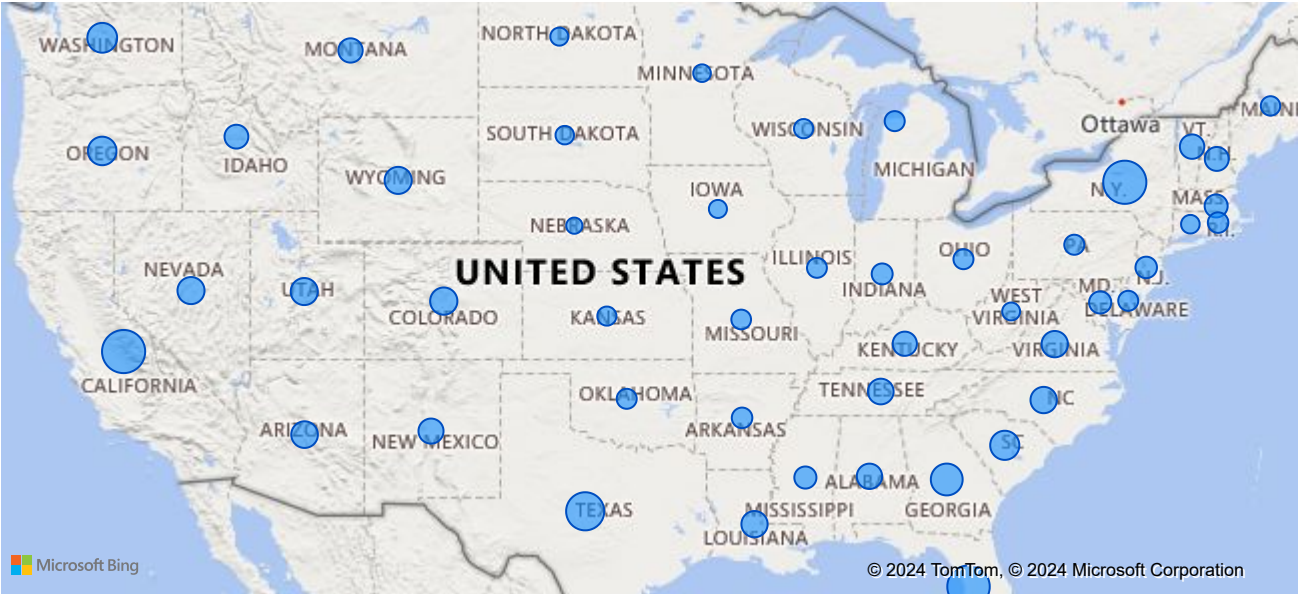 WASHINGTON
MONTANA
NORTH DAKOTA
MINNESOTA
MAINE
OREGON
IDAHO
WYOMING
SOUTH DAKOTA
WISCONSIN
MICHIGAN
Ottawa
VT.
N.H.
NEBRASKA
IOWA
N.Y.
MASS.
R.I.
NEVADA
UTAH
COLORADO
UNITED STATES
KANSAS
MISSOURI
ILLINOIS
INDIANA
OHIO
PA
N.J.
MD.
DELAWARE
WEST
VIRGINIA
KENTUCKY
VIRGINIA
CALIFORNIA
ARIZONA
NEW MEXICO
OKLAHOMA
ARKANSAS
TENNESSEE
NC
SC
TEXAS
MISSISSIPPI
ALABAMA
GEORGIA
LOUISIANA
Microsoft Bing
© 2024 TomTom, © 2024 Microsoft Corporation